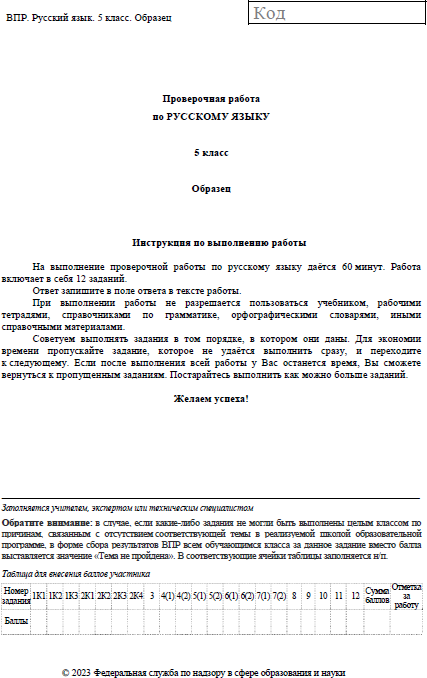 ВПР. Русский язык. 5 класс. Образец
Код
Проверочная работа
по РУССКОМУ ЯЗЫКУ
5 класс
Образец
Инструкция по выполнению работы
На выполнение проверочной работы по русскому языку даётся 60 минут. Работа
включает в себя 12 заданий.
Ответ запишите в поле ответа в тексте работы.
При выполнении работы не разрешается пользоваться учебником, рабочими
тетрадями, справочниками по грамматике, орфографическими словарями, иными
справочными материалами.
Советуем выполнять задания в том порядке, в котором они даны. Для экономии
времени пропускайте задание, которое не удаётся выполнить сразу, и переходите
к следующему. Если после выполнения всей работы у Вас останется время, Вы сможете
вернуться к пропущенным заданиям. Постарайтесь выполнить как можно больше заданий.
Желаем успеха!
Заполняется учителем, экспертом или техническим специалистом
Обратите внимание: в случае, если какие-либо задания не могли быть выполнены целым классом по
причинам, связанным с отсутствием соответствующей темы в реализуемой школой образовательной
программе, в форме сбора результатов ВПР всем обучающимся класса за данное задание вместо балла
выставляется значение «Тема не пройдена». В соответствующие ячейки таблицы заполняется н/п.
Таблица для внесения баллов участника
Номер задания 1К1 1К2 1К3 2К1 2К2 2К3 2К4 3 4(1) 4(2) 5(1) 5(2) 6(1) 6(2) 7(1) 7(2) 8 9 10 11 12 Сумма баллов Отметка за работу
Баллы
© 2023 Федеральная служба по надзору в сфере образования и науки